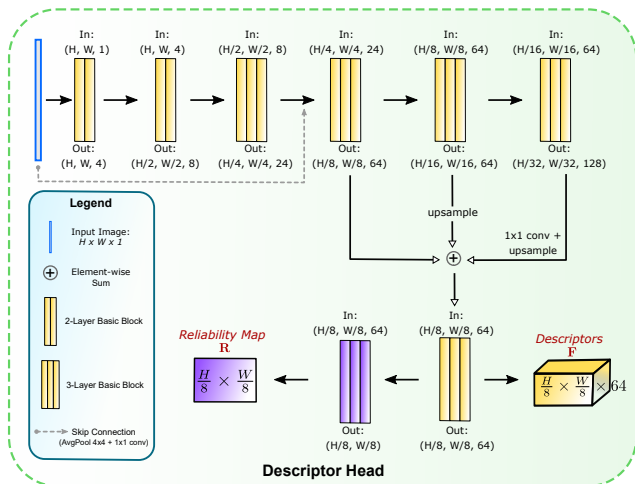 In:
(H, W, 1)
In:
(H, W, 4)
In:
(H/2, W/2, 8)
In:
(H/4, W/4, 24)
In:
(H/8, W/8, 64)
In:
(H/16, W/16, 64)
Out:
(H, W, 4)
Out:
(H/2, W/2, 8)
Out:
(H/4, W/4, 24)
Out:
(H/8, W/8, 64)
Out:
(H/16, W/16, 64)
Out:
(H/32, W/32, 128)
Legend
Input Image:
H x W x 1
Element-wise
Sum
2-Layer Basic Block
3-Layer Basic Block
Skip Connection
(AvgPool 4x4 + 1x1 conv)
upsample
1x1 conv +
upsample
+
In:
(H/8, W/8, 64)
In:
(H/8, W/8, 64)
Reliability Map
R
H/8 × W/8
Descriptors
F
H/8 × W/8 × 64
Out:
(H/8, W/8)
Out:
(H/8, W/8, 64)
Descriptor Head